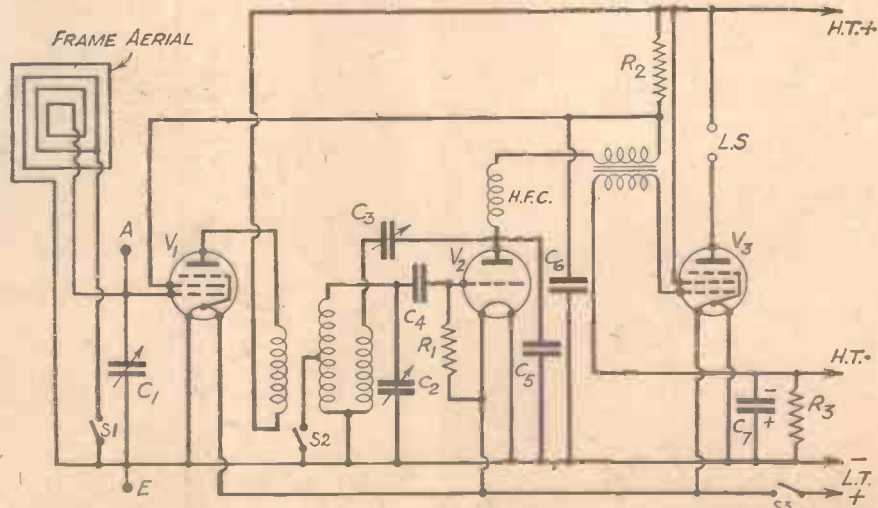 FRAME AERIAL
H.T.+
R2
L.S
A
V1
C3
H.F.C.
V2
C6
V3
C4
R1
C5
C1
C2
H.T.-
S1
S2
C7
-
+
R3
E
-
L.T.
+
S3